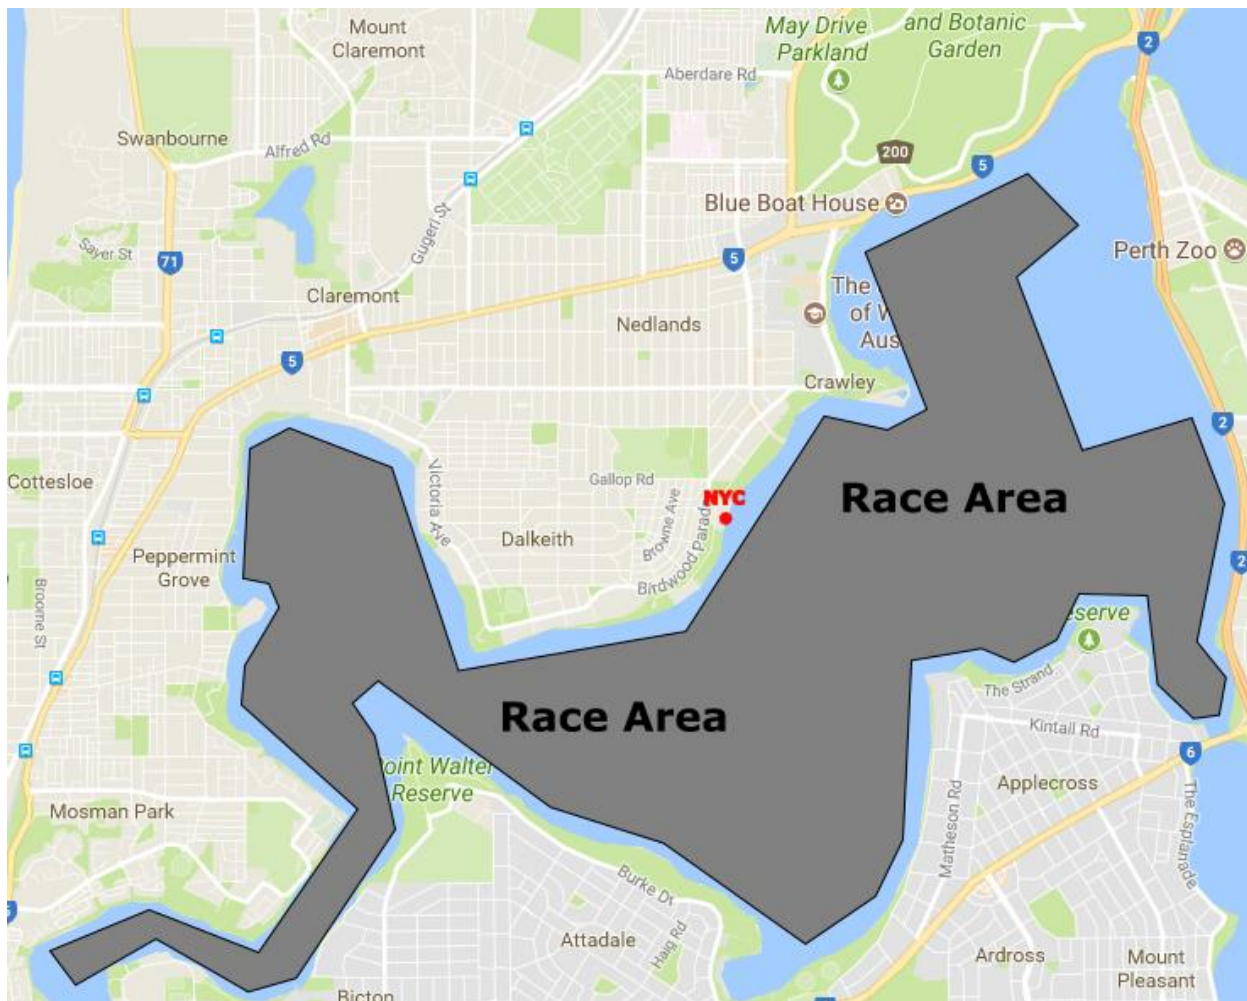 Mount
Claremont
May Drive
Parkland
and Botanic
Garden
2
Aberdare Rd
Swanbourne
Alfred Rd
200
5
Blue Boat House
Gugeri St
Sayer St
71
5
Perth Zoo
Claremont
The
of W
Aus
Nedlands
5
Crawley
2
Victoria Ave
Gallop Rd
Cottesloe
NYC
Race Area
Browne Ave
Dalkeith
Birdwood Parad
Peppermint
Grove
2
Broome St
eserve
The Strand
Race Area
Kintail Rd
6
oint Walter
Reserve
Applecross
Mosman Park
Matheson Rd
The Esplanade
Burke Dr
Attadale
Haig Rd
Ardross
Mount
Pleasant
Bicton